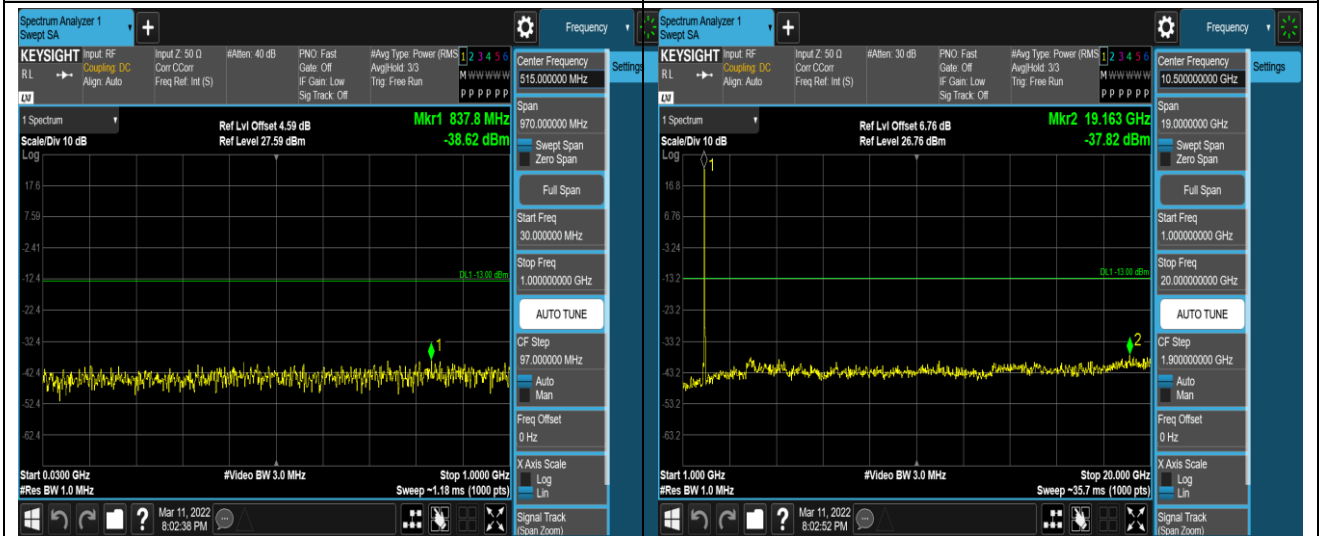 Spectrum Analyzer 1
Swept SA
+
Frequency
KEYSIGHT
RL
LXI
Input: RF
Coupling: DC
Align: Auto
Input Z: 50 Ω
Corr CCorr
Freq Ref: Int (S)
#Atten: 40 dB
PNO: Fast
Gate: Off
IF Gain: Low
Sig Track: Off
#Avg Type: Power (RMS
Avg|Hold: 3/3
Trig: Free Run
1 2 3 4 5 6
M W W W W W
P P P P P P
Center Frequency
515.000000 MHz
Settings
1 Spectrum
Scale/Div 10 dB
Log
Ref Lvl Offset 4.59 dB
Ref Level 27.59 dBm
Mkr1 837.8 MHz
-38.62 dBm
17.6
7.59
-2.41
-12.4
-22.4
-32.4
-42.4
-52.4
-62.4
DL1 -13.00 dBm
1
Start 0.0300 GHz
#Res BW 1.0 MHz
#Video BW 3.0 MHz
Stop 1.0000 GHz
Sweep ~1.18 ms (1000 pts)
Span
970.000000 MHz
Swept Span
Zero Span
Full Span
Start Freq
30.000000 MHz
Stop Freq
1.000000000 GHz
AUTO TUNE
CF Step
97.000000 MHz
Auto
Man
Freq Offset
0 Hz
X Axis Scale
Log
Lin
Signal Track
(Span Zoom)
?
Mar 11, 2022
8:02:38 PM
Spectrum Analyzer 1
Swept SA
+
Frequency
KEYSIGHT
RL
LXI
Input: RF
Coupling: DC
Align: Auto
Input Z: 50 Ω
Corr CCorr
Freq Ref: Int (S)
#Atten: 30 dB
PNO: Fast
Gate: Off
IF Gain: Low
Sig Track: Off
#Avg Type: Power (RMS
Avg|Hold: 3/3
Trig: Free Run
1 2 3 4 5 6
M W W W W W
P P P P P P
Center Frequency
10.500000000 GHz
Settings
1 Spectrum
Scale/Div 10 dB
Log
Ref Lvl Offset 6.76 dB
Ref Level 26.76 dBm
Mkr2 19.163 GHz
-37.82 dBm
1
16.8
6.76
-3.24
-13.2
-23.2
-33.2
-43.2
-53.2
-63.2
DL1 -13.00 dBm
2
Start 1.000 GHz
#Res BW 1.0 MHz
#Video BW 3.0 MHz
Stop 20.000 GHz
Sweep ~35.7 ms (1000 pts)
Span
19.0000000 GHz
Swept Span
Zero Span
Full Span
Start Freq
1.000000000 GHz
Stop Freq
20.000000000 GHz
AUTO TUNE
CF Step
1.900000000 GHz
Auto
Man
Freq Offset
0 Hz
X Axis Scale
Log
Lin
Signal Track
(Span Zoom)
?
Mar 11, 2022
8:02:52 PM